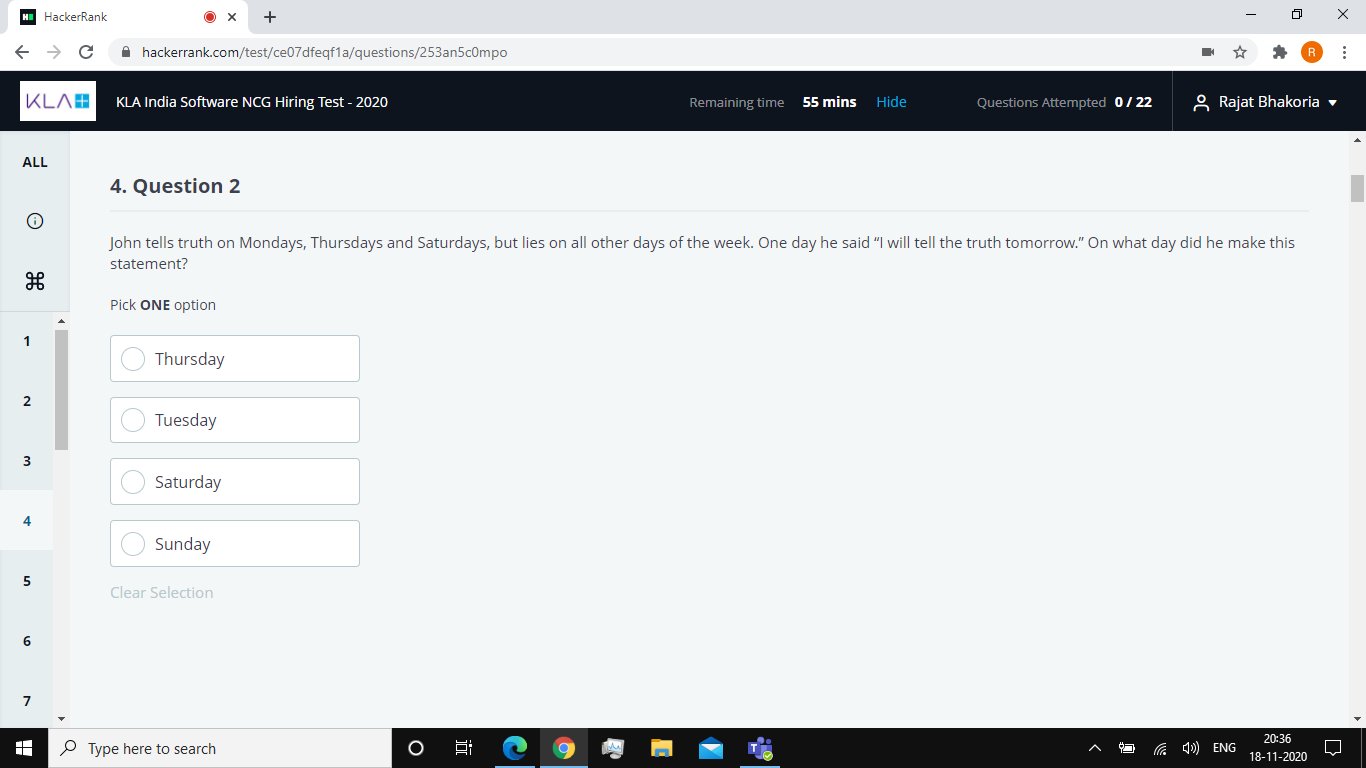 HackerRank
hackerrank.com/test/ce07dfeqf1a/questions/253an5c0mpo
R
KLA
KLA India Software NCG Hiring Test - 2020
Remaining time 55 mins Hide
Questions Attempted 0 / 22
Rajat Bhakoria
ALL
4. Question 2
John tells truth on Mondays, Thursdays and Saturdays, but lies on all other days of the week. One day he said “I will tell the truth tomorrow.” On what day did he make this
statement?
Pick ONE option
1
Thursday
2
Tuesday
3
Saturday
4
Sunday
5
Clear Selection
6
7
Type here to search
ENG
20:36
18-11-2020